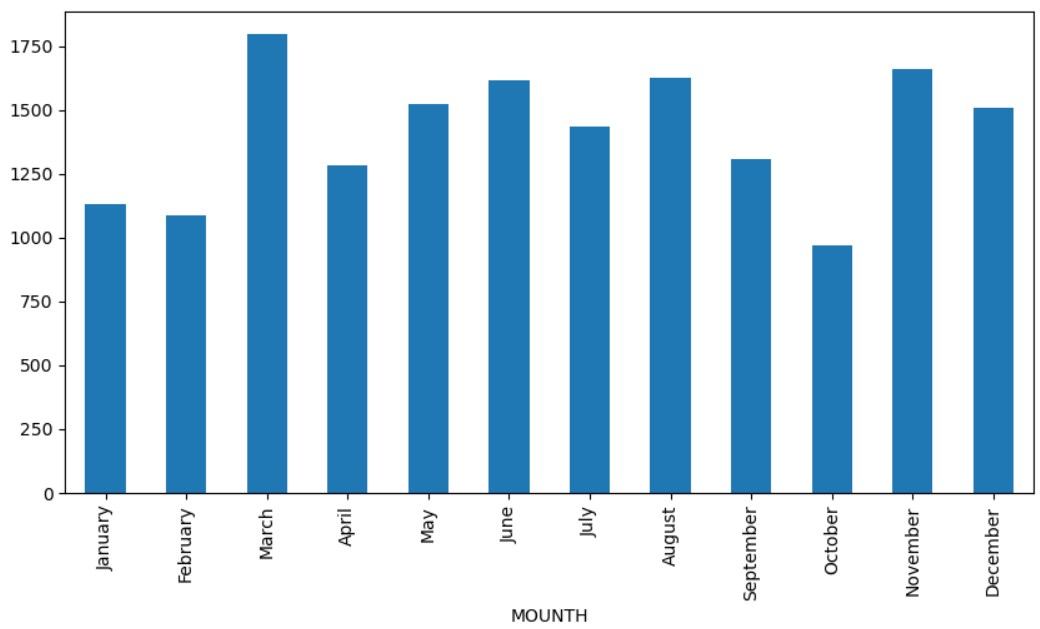 1750
1500
1250
1000
750
500
250
0
January
February
March
April
May
June
July
August
September
October
November
December
MOUNTH